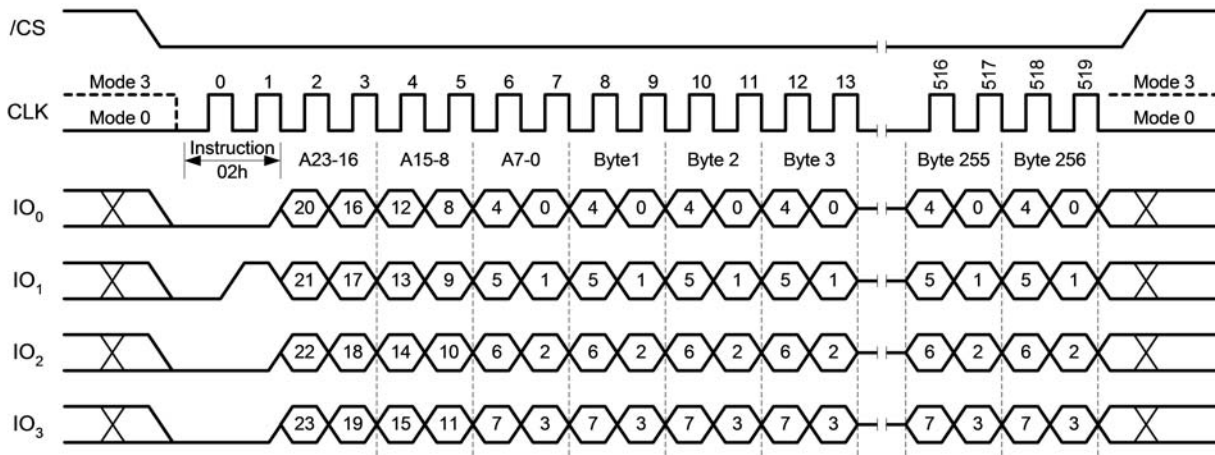 /CS
Mode 3 0 1 2 3 4 5 6 7 8 9 10 11 12 13 516 517 518 519 Mode 3
CLK Mode 0 Mode 0
Instruction A23-16 A15-8 A7-0 Byte1 Byte 2 Byte 3 Byte 255 Byte 256
02h
IO0 20 16 12 8 4 0 4 0 4 0 4 0 4 0 4 0
IO1 21 17 13 9 5 1 5 1 5 1 5 1 5 1 5 1
IO2 22 18 14 10 6 2 6 2 6 2 6 2 6 2 6 2
IO3 23 19 15 11 7 3 7 3 7 3 7 3 7 3 7 3